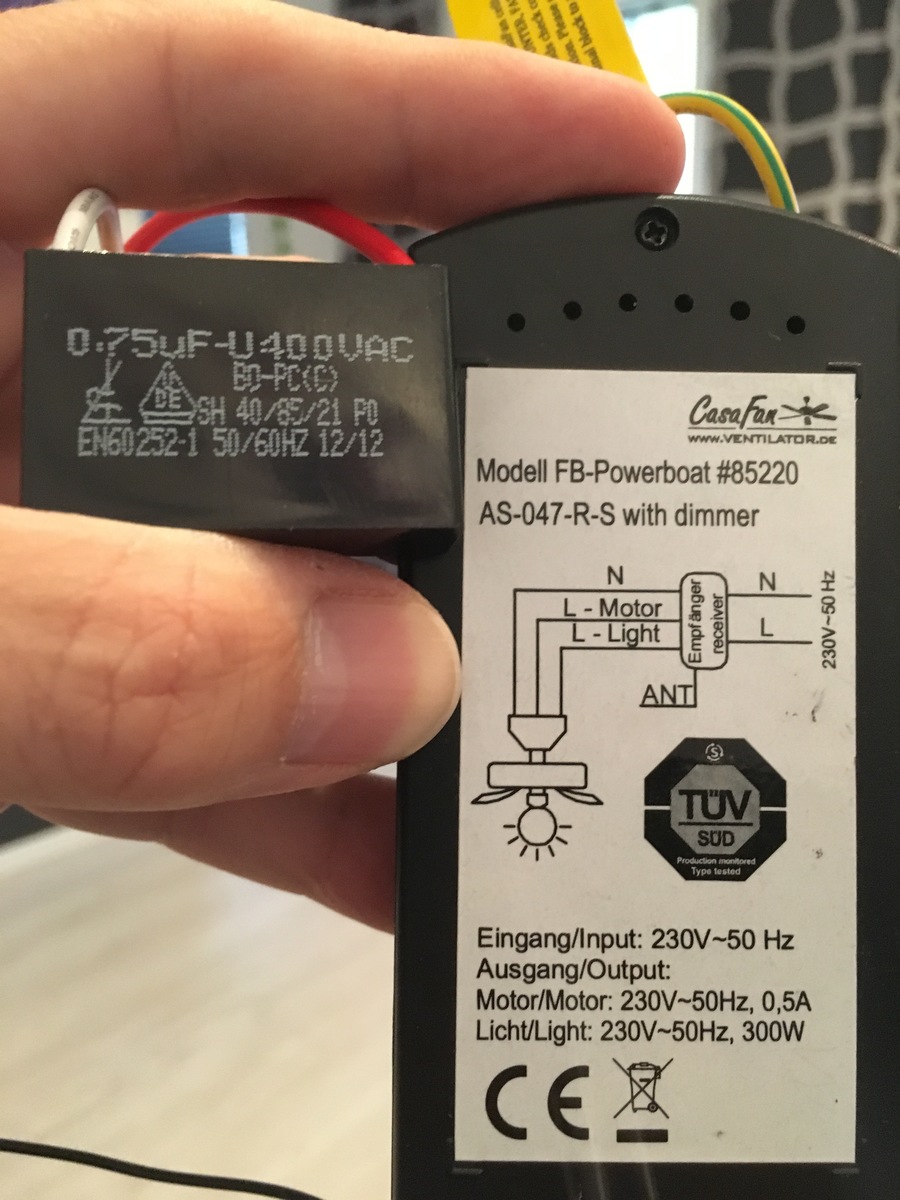 0.75uF-U400VAC
BO-PC(C)
SH 40/85/21 P0
EN60252-1 50/60HZ 12/12
CasaFan
WWW.VENTILATOR.DE
Modell FB-Powerboat #85220
AS-047-R-S with dimmer
N
L - Motor
L - Light
Empfänger
receiver
N
L
230V~50 Hz
ANT
TÜV
SÜD
Production monitored
Type tested
Eingang/Input: 230V~50 Hz
Ausgang/Output:
Motor/Motor: 230V~50Hz, 0,5A
Licht/Light: 230V~50Hz, 300W
CE